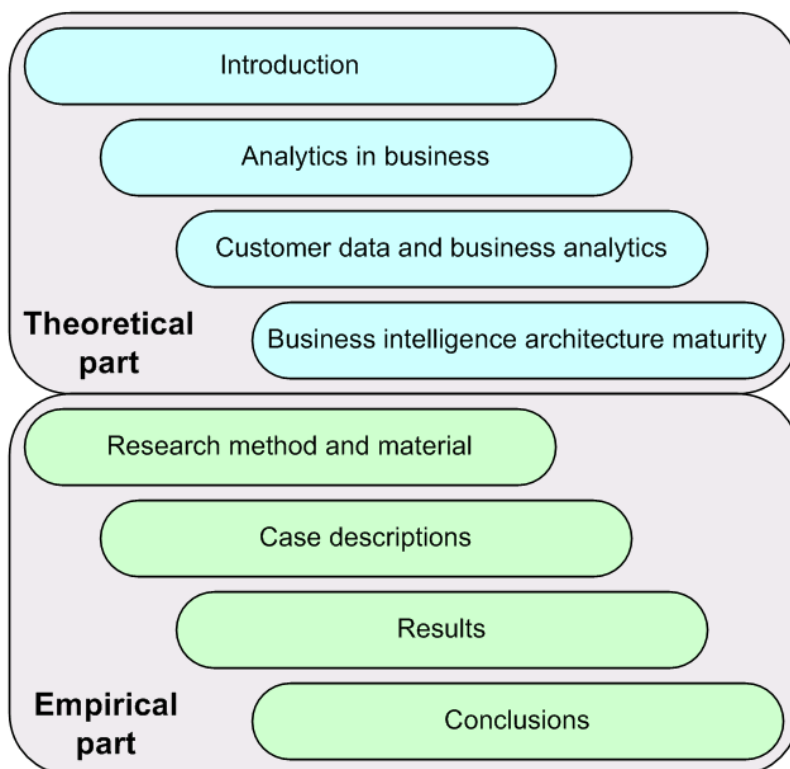 Introduction
Analytics in business
Customer data and business analytics
Theoretical
part
Business intelligence architecture maturity
Research method and material
Case descriptions
Results
Empirical
part
Conclusions